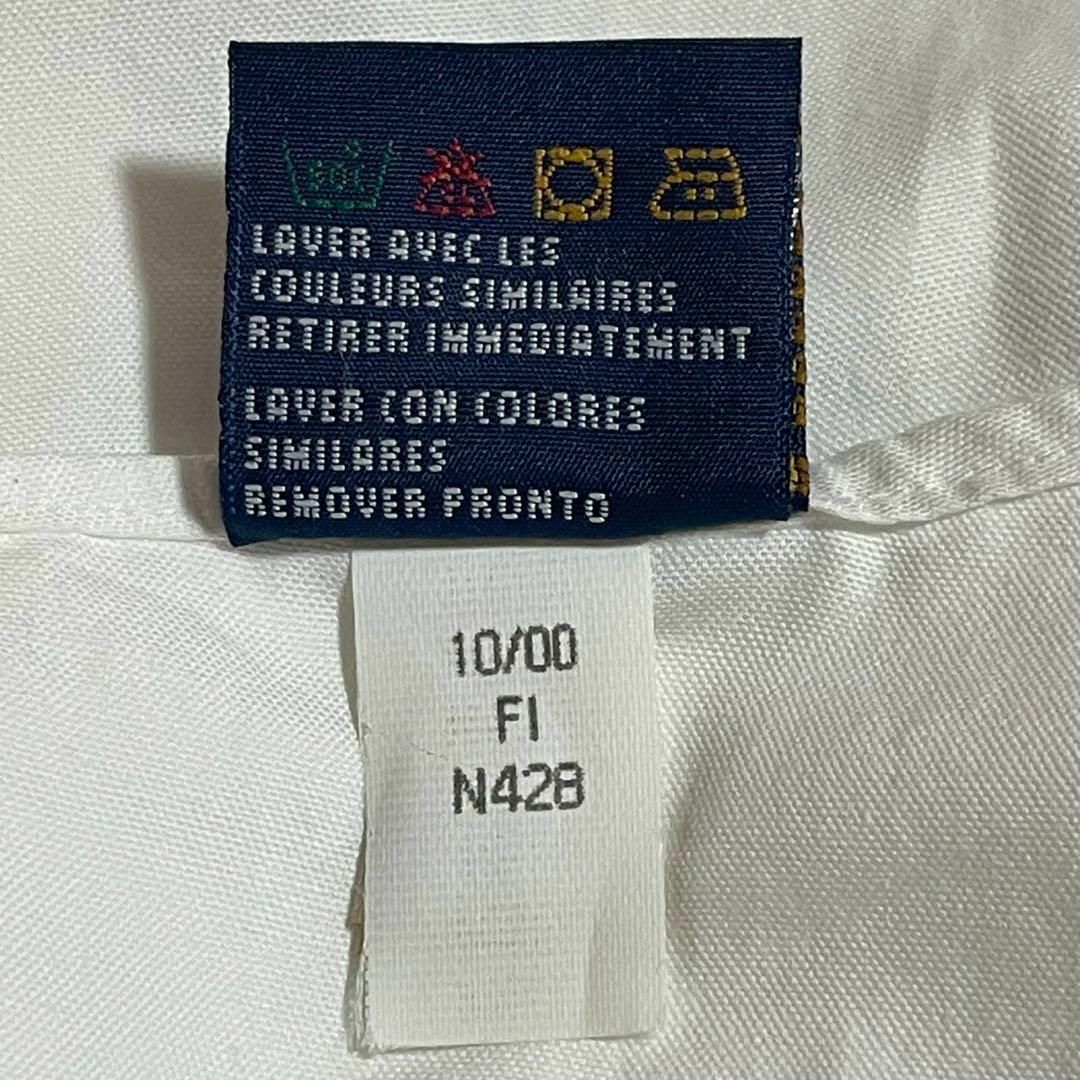 LAVER AVEC LES
COULEURS SIMILAIRES
RETIRER IMMEDIATEMENT
LAVER CON COLORES
SIMILARES
REMOVER PRONTO
10/00
FI
N428